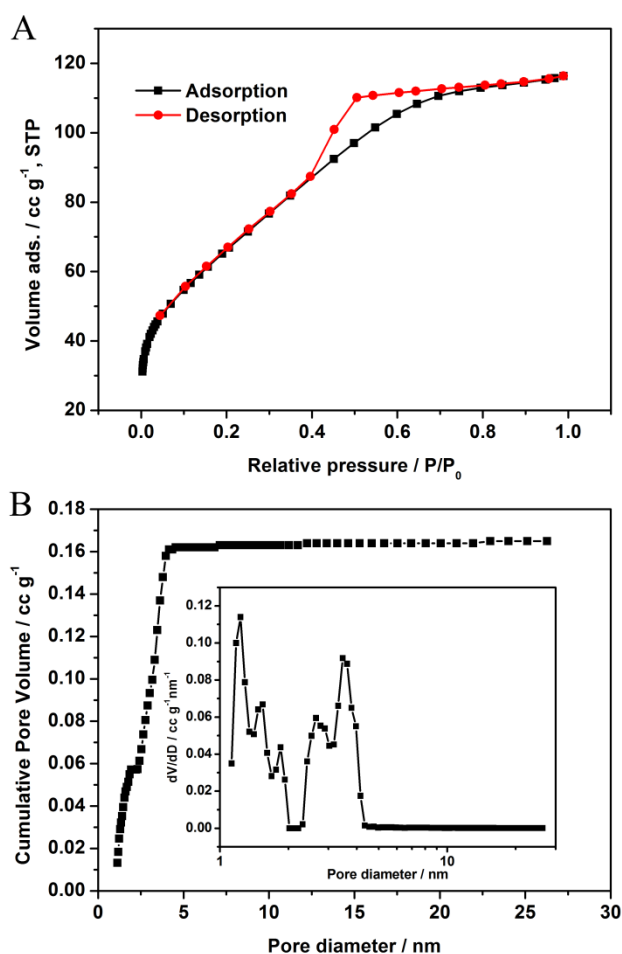 A
120
100
80
60
40
20
Volume ads. / cc g-1, STP
Adsorption
Desorption
0.0 0.2 0.4 0.6 0.8 1.0
Relative pressure / P/P0
B
0.18
0.16
0.14
0.12
0.10
0.08
0.06
0.04
0.02
0.00
Cumulative Pore Volume / cc g-1
0.12
0.10
0.08
0.06
0.04
0.02
0.00
dV/dD / cc g-1nm-1
1 10
Pore diameter / nm
0 5 10 15 20 25 30
Pore diameter / nm